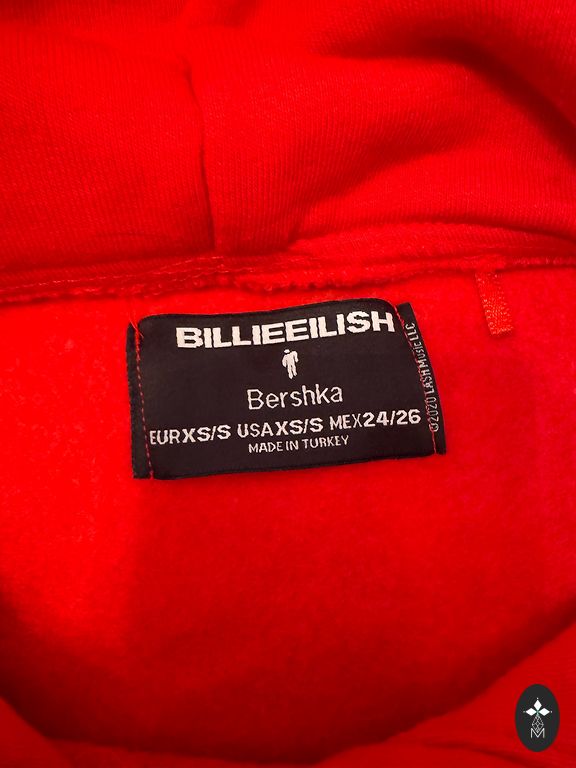 BILLIEEILISH
Bershka
EURXS/S USAXS/S MEX24/26
MADE IN TURKEY
©2020 LASH MUSIC LLC
M